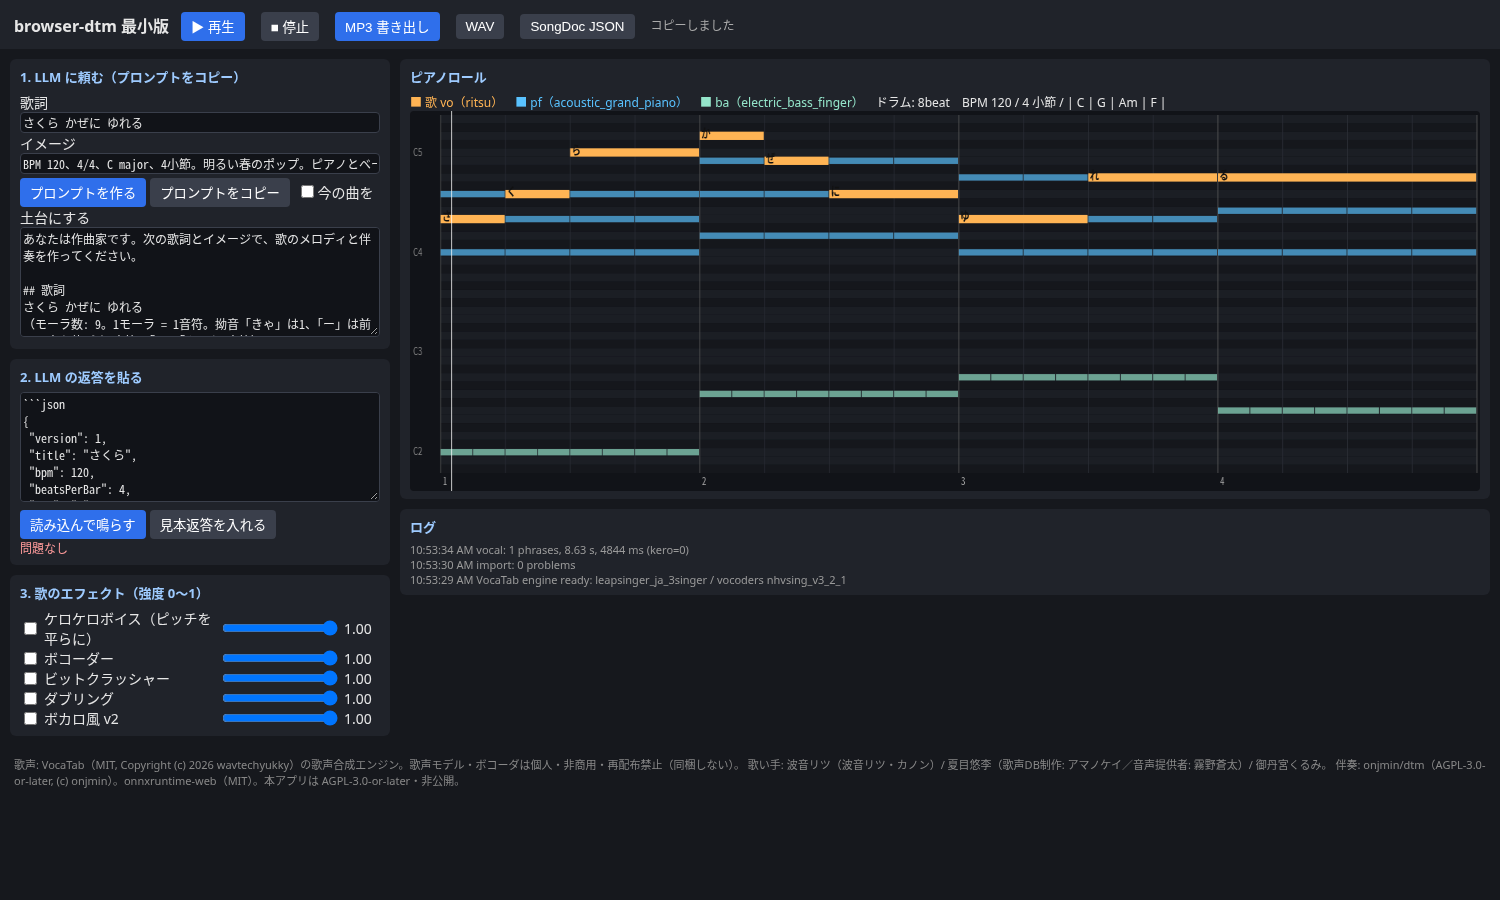 browser-dtm 最小版
▶ 再生
■ 停止
MP3 書き出し
WAV
SongDoc JSON
コピーしました
1. LLM に頼む（プロンプトをコピー）
歌詞
さくら かぜに ゆれる
イメージ
BPM 120、4/4、C major、4小節。明るい春のポップ。ピアノとベー
プロンプトを作る
プロンプトをコピー
今の曲を
土台にする
あなたは作曲家です。次の歌詞とイメージで、歌のメロディと伴
奏を作ってください。
## 歌詞
さくら かぜに ゆれる
（モーラ数: 9。1モーラ = 1音符。拗音「きゃ」は1、「ー」は前
2. LLM の返答を貼る
```json
{
"version": 1,
"title": "さくら",
"bpm": 120,
"beatsPerBar": 4,
読み込んで鳴らす
見本返答を入れる
問題なし
3. 歌のエフェクト（強度 0〜1）
ケロケロボイス（ピッチを
平らに）
1.00
ボコーダー
1.00
ビットクラッシャー
1.00
ダブリング
1.00
ボカロ風 v2
1.00
ピアノロール
歌 vo（ritsu）
pf（acoustic_grand_piano）
ba（electric_bass_finger）
ドラム: 8beat
BPM 120 / 4 小節 / | C | G | Am | F |
か
C5
ら
ぜ
れ
る
く
に
さ
ゆ
C4
C3
C2
1
2
3
4
ログ
10:53:34 AM vocal: 1 phrases, 8.63 s, 4844 ms (kero=0)
10:53:30 AM import: 0 problems
10:53:29 AM VocaTab engine ready: leapsinger_ja_3singer / vocoders nhvsing_v3_2_1
歌声: VocaTab（MIT, Copyright (c) 2026 wavtechyukky）の歌声合成エンジン。歌声モデル・ボコーダは個人・非商用・再配布禁止（同梱しない）。 歌い手: 波音リツ（波音リツ・カノン）/ 夏目悠李（歌声DB制作: アマノケイ／音声提供者: 霧野蒼太）/ 御丹宮くるみ。 伴奏: onjmin/dtm（AGPL-3.0-
or-later, (c) onjmin）。onnxruntime-web（MIT）。本アプリは AGPL-3.0-or-later・非公開。